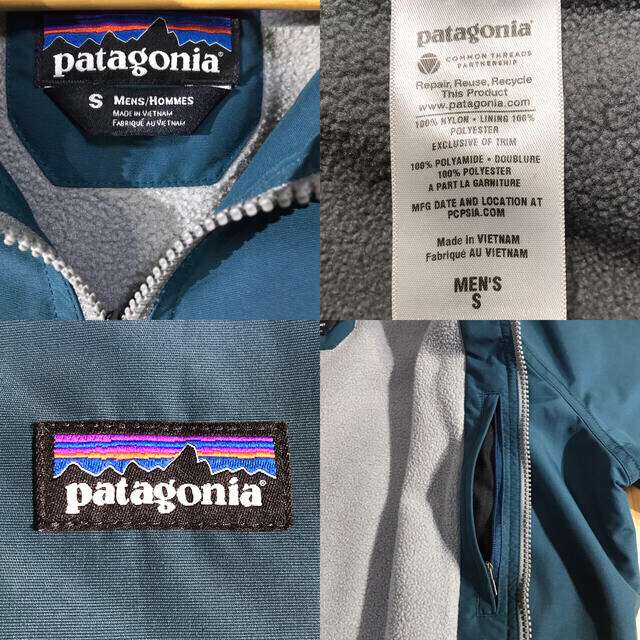 patagonia®
S MENS/HOMMES
MADE IN VIETNAM
FABRIQUÉ AU VIETNAM
patagonia®
COMMON THREADS
PARTNERSHIP
Repair, Reuse, Recycle
This Product
www.patagonia.com
100% NYLON • LINING 100%
POLYESTER
EXCLUSIVE OF TRIM
100% POLYAMIDE • DOUBLURE
100% POLYESTER
A PART LA GARNITURE
MFG DATE AND LOCATION AT
PCPSIA.COM
Made in VIETNAM
Fabriqué AU VIETNAM
MEN'S
S
patagonia®